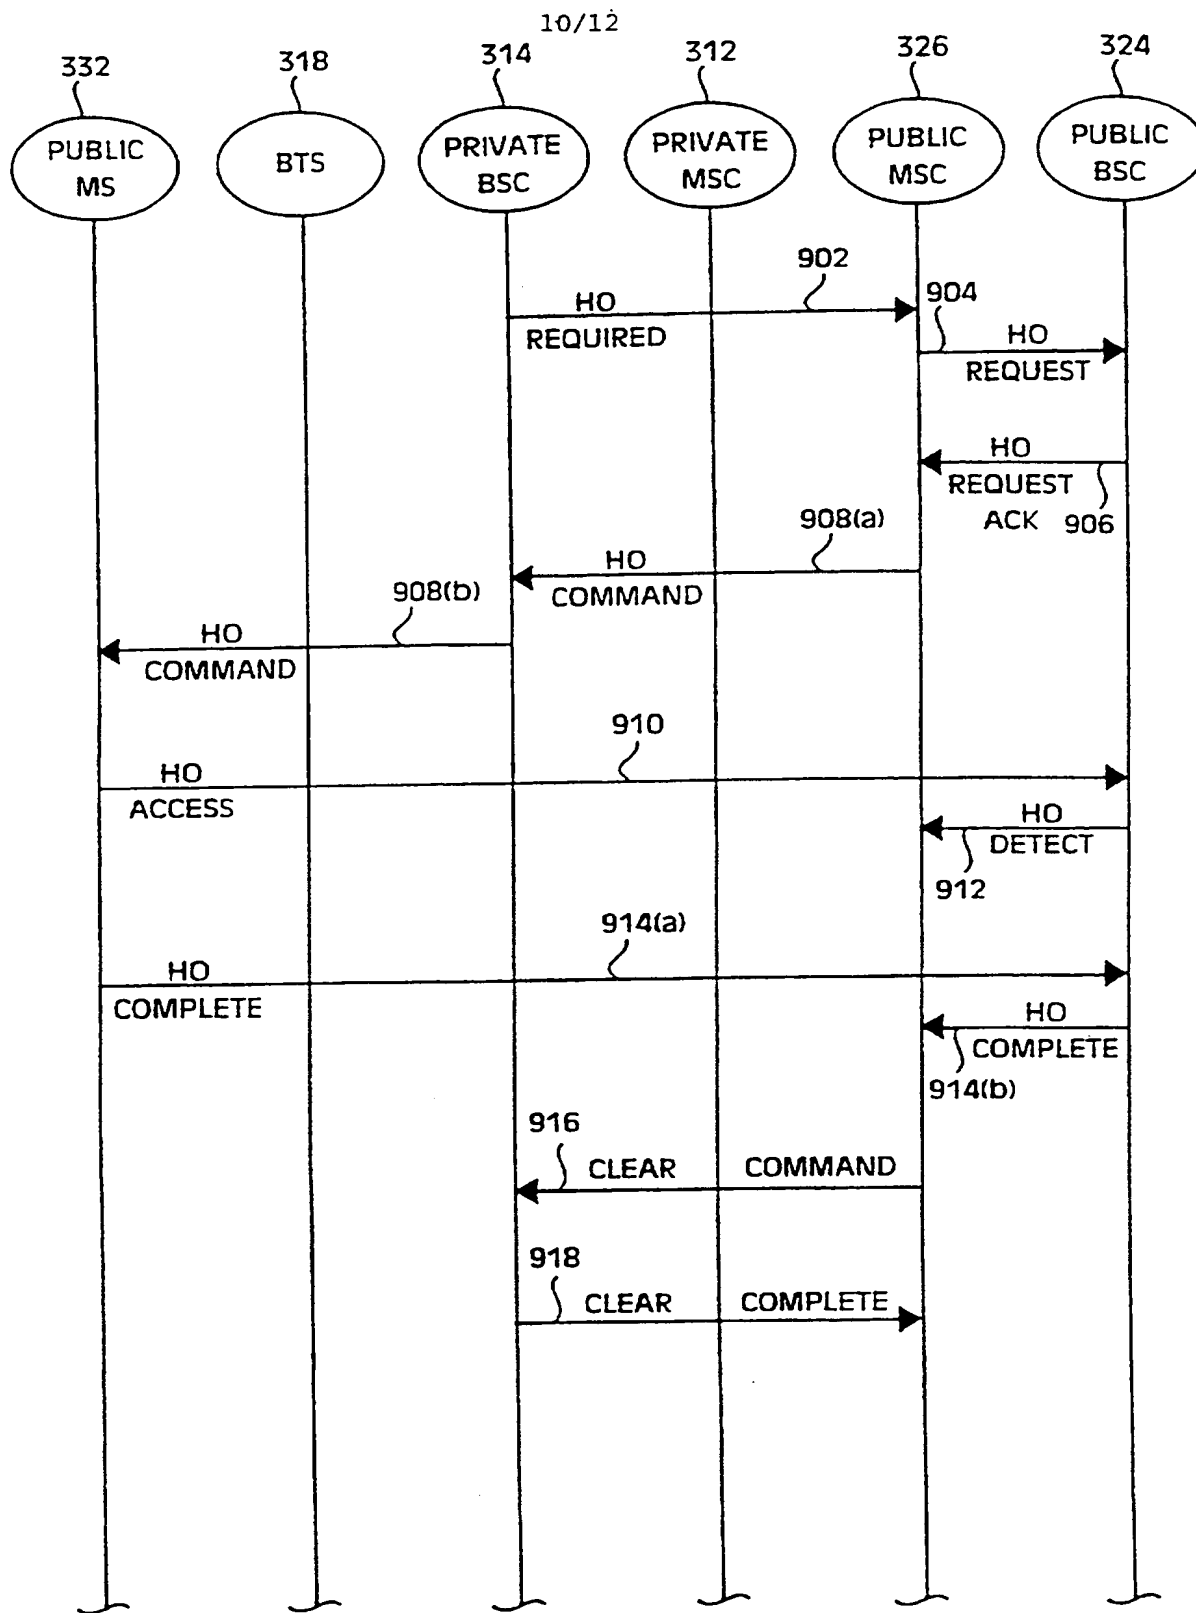 10/12
332
318
314
312
326
324
PUBLIC
MS
BTS
PRIVATE
BSC
PRIVATE
MSC
PUBLIC
MSC
PUBLIC
BSC
902
HO
REQUIRED
904
HO
REQUEST
HO
REQUEST
ACK
906
908(a)
HO
COMMAND
908(b)
HO
COMMAND
910
HO
ACCESS
HO
DETECT
912
914(a)
HO
COMPLETE
HO
COMPLETE
914(b)
916
CLEAR COMMAND
918
CLEAR COMPLETE